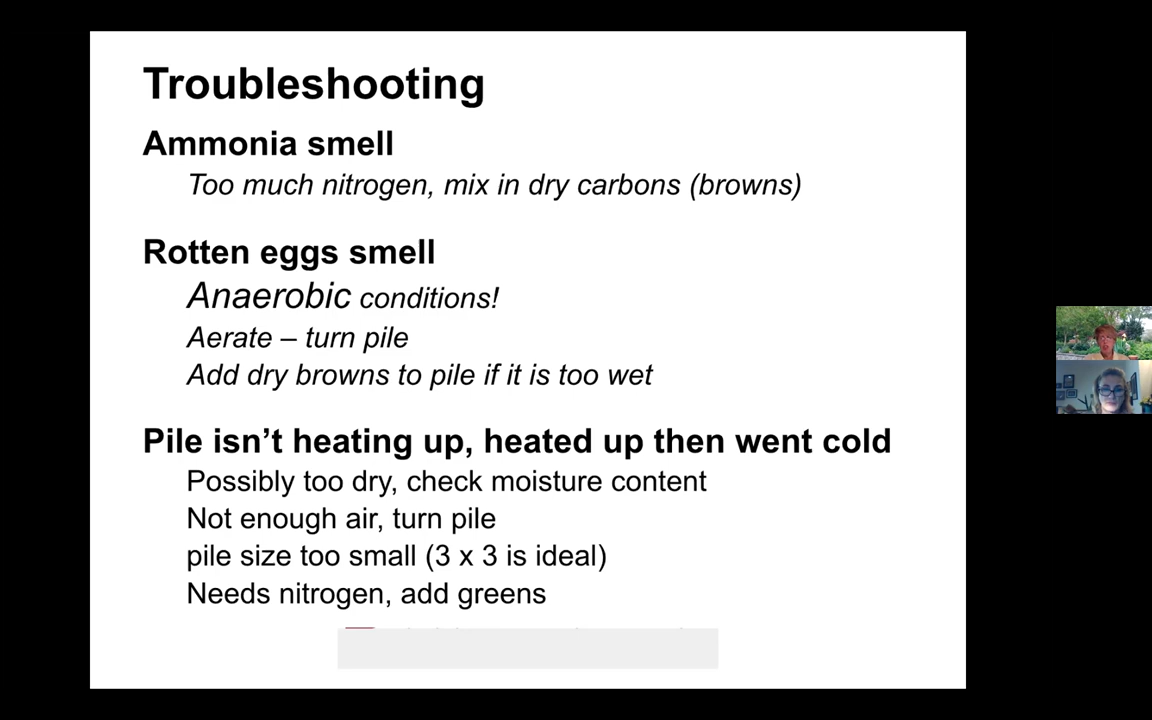 Troubleshooting
Ammonia smell
Too much nitrogen, mix in dry carbons (browns)
Rotten eggs smell
Anaerobic conditions!
Aerate – turn pile
Add dry browns to pile if it is too wet
Pile isn’t heating up, heated up then went cold
Possibly too dry, check moisture content
Not enough air, turn pile
pile size too small (3 x 3 is ideal)
Needs nitrogen, add greens